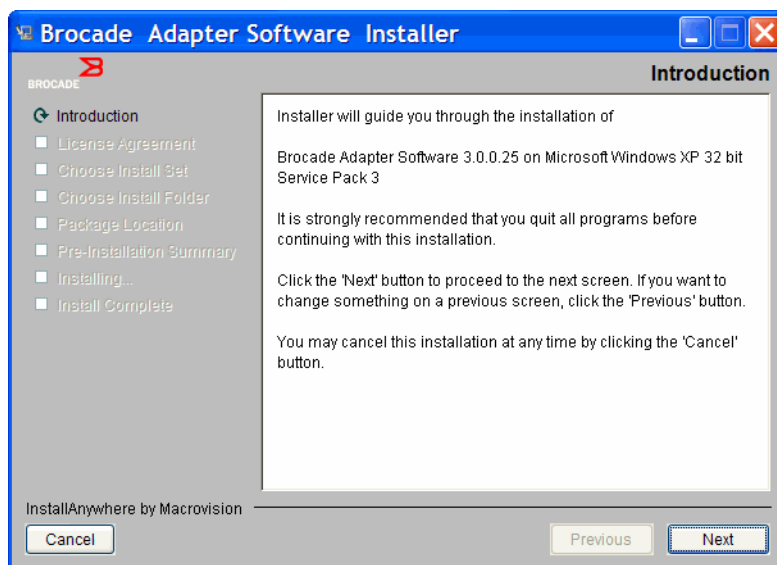 Brocade Adapter Software Installer
BROCADE
Introduction
Introduction
License Agreement
Choose Install Set
Choose Install Folder
Package Location
Pre-Installation Summary
Installing...
Install Complete
Installer will guide you through the installation of
Brocade Adapter Software 3.0.0.25 on Microsoft Windows XP 32 bit
Service Pack 3
It is strongly recommended that you quit all programs before
continuing with this installation.
Click the 'Next' button to proceed to the next screen. If you want to
change something on a previous screen, click the 'Previous' button.
You may cancel this installation at any time by clicking the 'Cancel'
button.
InstallAnywhere by Macrovision
Cancel
Previous
Next